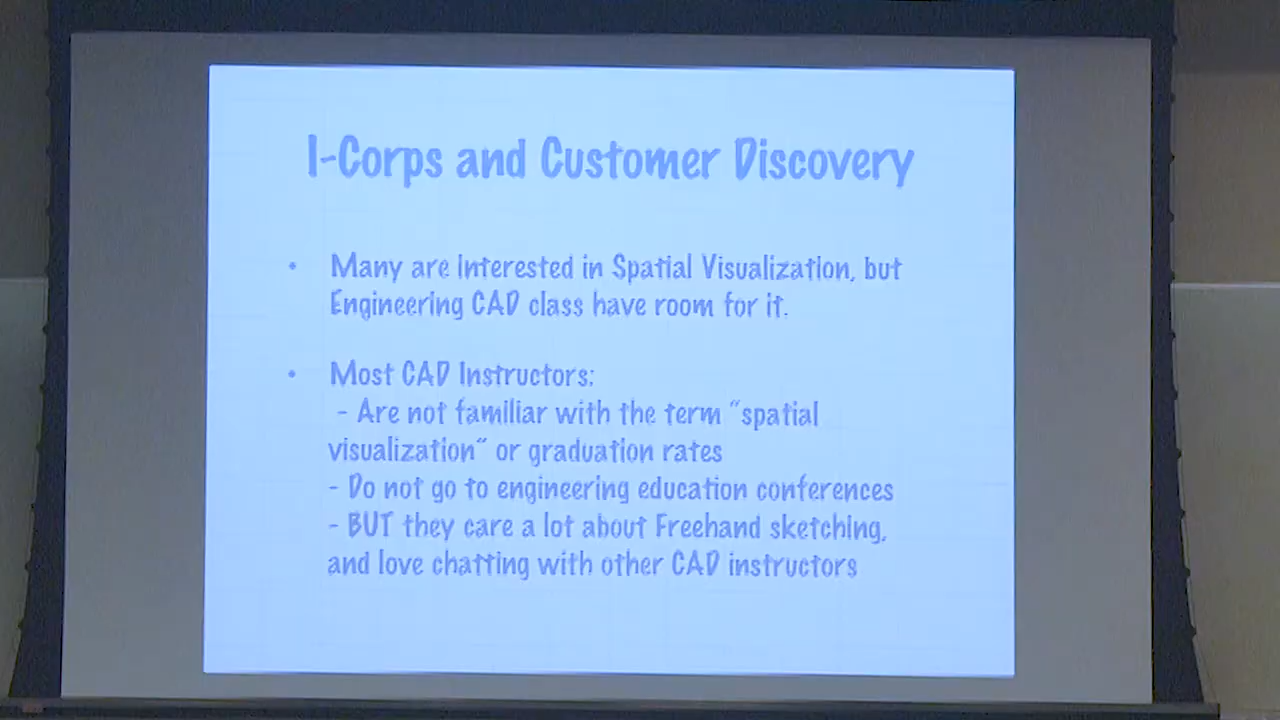 I-Corps and Customer Discovery
• Many are interested in Spatial Visualization, but
Engineering CAD class have room for it.
• Most CAD Instructors:
- Are not familiar with the term "spatial
visualization" or graduation rates
- Do not go to engineering education conferences
- BUT they care a lot about Freehand sketching,
and love chatting with other CAD instructors